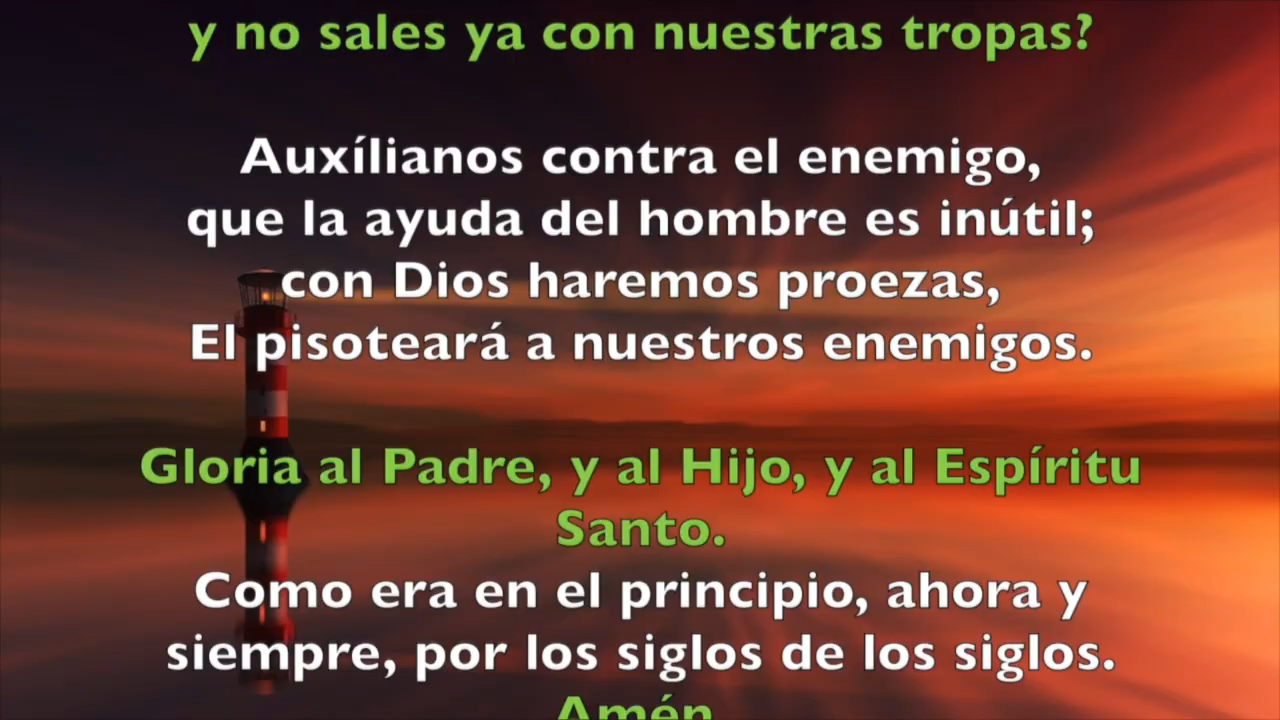 y no sales ya con nuestras tropas?
Auxílianos contra el enemigo,
que la ayuda del hombre es inútil;
con Dios haremos proezas,
El pisoteará a nuestros enemigos.
Gloria al Padre, y al Hijo, y al Espíritu
Santo.
Como era en el principio, ahora y
siempre, por los siglos de los siglos.
Amén